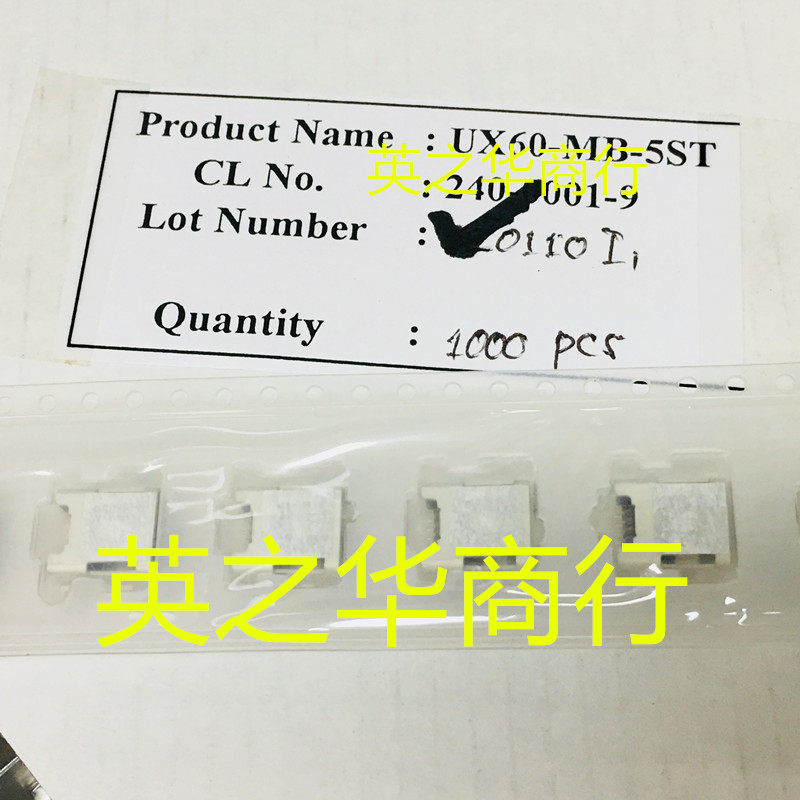 Product Name : UX60-MB-5ST
英之华商行
CL No. :
Lot Number :
Quantity : 1000 pcs
英之华商行